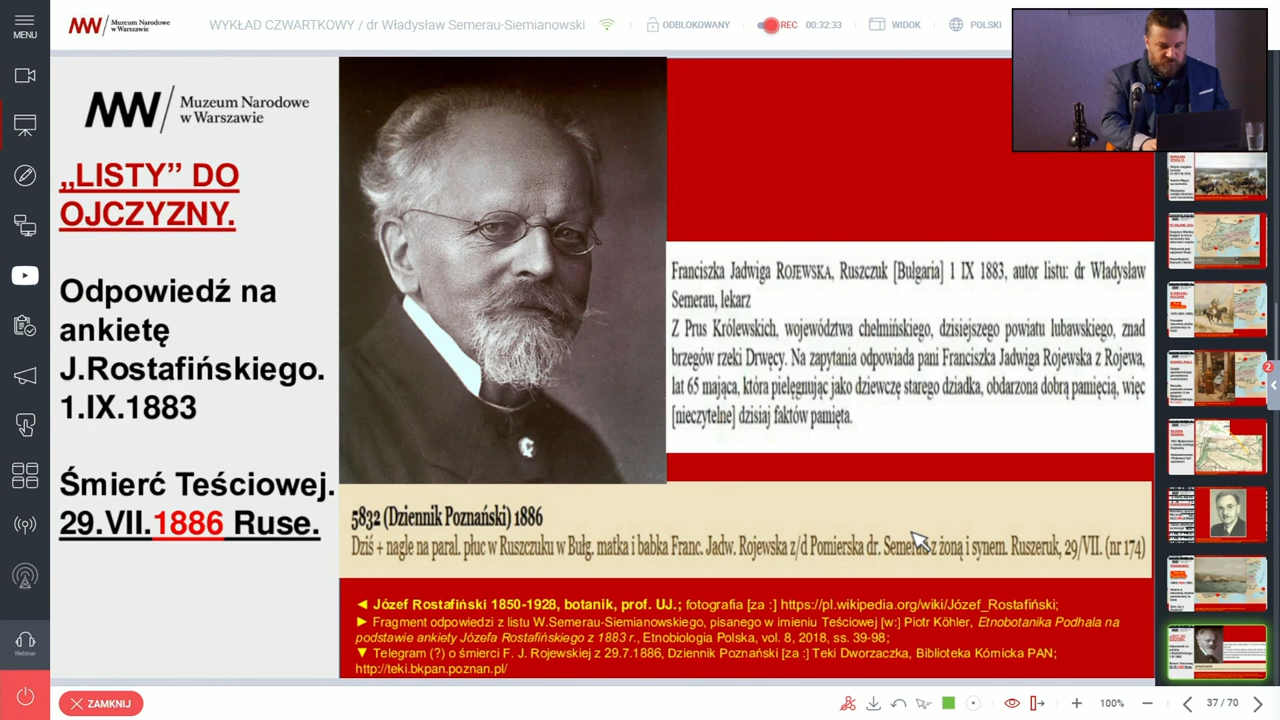 MENU
Muzeum Narodowe
w Warszawie
WYKŁAD CZWARTKOWY / dr Władysław Semerau-Siemianowski
ODBLOKOWANY
REC
00:32:33
WIDOK
POLSKI
Muzeum Narodowe
w Warszawie
„LISTY” DO
OJCZYZNY.
Odpowiedź na
ankietę
J.Rostafińskiego.
1.IX.1883
Śmierć Teściowej.
29.VII.1886 Ruse.
Franciszka Jadwiga ROJEWSKA, Ruszczuk [Bułgaria] 1 IX 1883, autor listu: dr Władysław
Semerau, lekarz
Z Prus Królewskich, województwa chełmińskiego, dzisiejszego powiatu lubawskiego, znad
brzegów rzeki Drwęcy. Na zapytania odpowiada pani Franciszka Jadwiga Rojewska z Rojewa,
lat 65 mająca, która pielęgnując jako dziewczę starego dziadka, obdarzona dobrą pamięcią, więc
[nieczytelne] dzisiaj faktów pamięta.
5832 (Dziennik Poznański) 1886
Dziś + nagle na paral. płuc w Ruszczuku w Bułg. matka i babka Franc. Jadw. Rojewska z/d Pomierska dr. z żoną i synem. Ruszeruk, 29/VII. (nr 174)
◄ Józef Rostafiński 1850-1928, botanik, prof. UJ.; fotografia [za :] https://pl.wikipedia.org/wiki/Józef_Rostafiński;
► Fragment odpowiedzi z listu W.Semerau-Siemianowskiego, pisanego w imieniu Teściowej [w:] Piotr Köhler, Etnobotanika Podhala na
podstawie ankiety Józefa Rostafińskiego z 1883 r., Etnobiologia Polska, vol. 8, 2018, ss. 39-98;
▼ Telegram (?) o śmierci F. J. Rojewskiej z 29.7.1886, Dziennik Poznański [za :] Teki Dworzaczka, Biblioteka Kórnicka PAN;
http://teki.bkpan.poznan.pl/
2
Webinar
ZAMKNIJ
100%
37 / 70